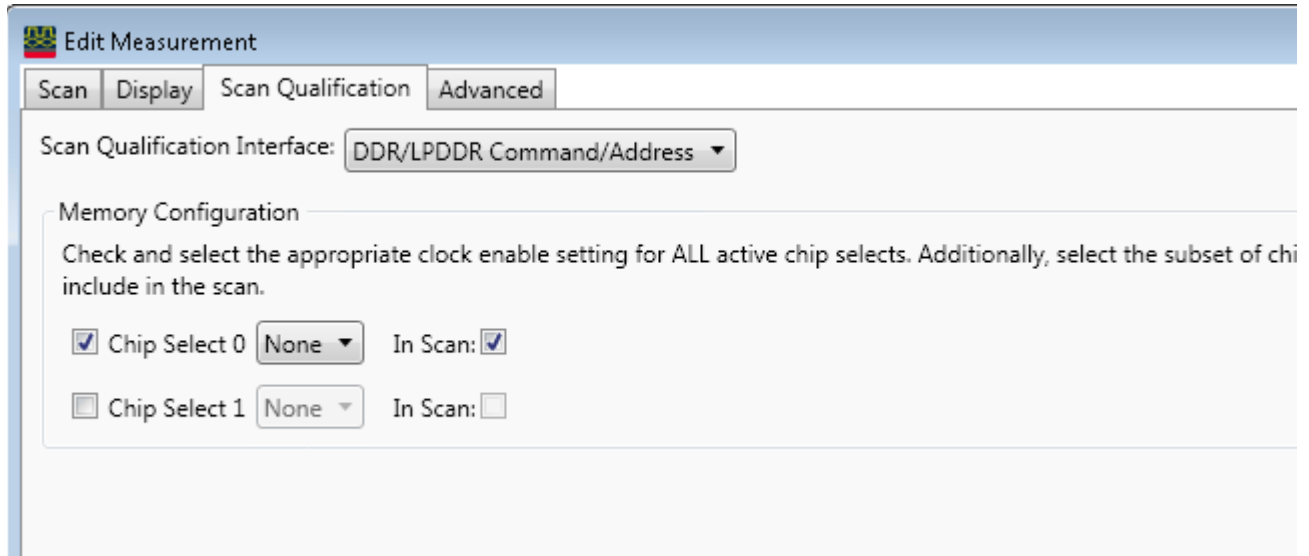 Edit Measurement
Scan Display Scan Qualification Advanced
Scan Qualification Interface: DDR/LPDDR Command/Address
Memory Configuration
Check and select the appropriate clock enable setting for ALL active chip selects. Additionally, select the subset of chi
include in the scan.
Chip Select 0 None In Scan:
Chip Select 1 None In Scan: